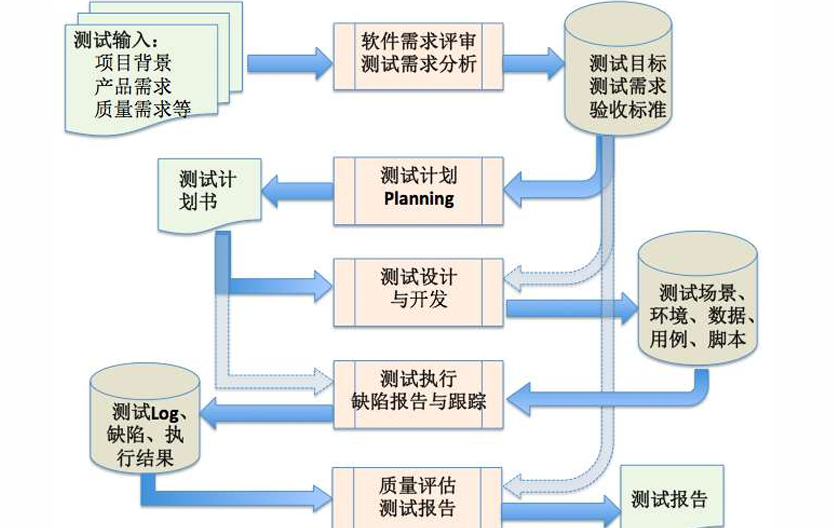 测试输入：
项目背景
产品需求
质量需求等
软件需求评审
测试需求分析
测试目标
测试需求
验收标准
测试计
划书
测试计划
Planning
测试设计
与开发
测试场景、
环境、数据、
用例、脚本
测试执行
缺陷报告与跟踪
测试Log、
缺陷、执
行结果
质量评估
测试报告
测试报告